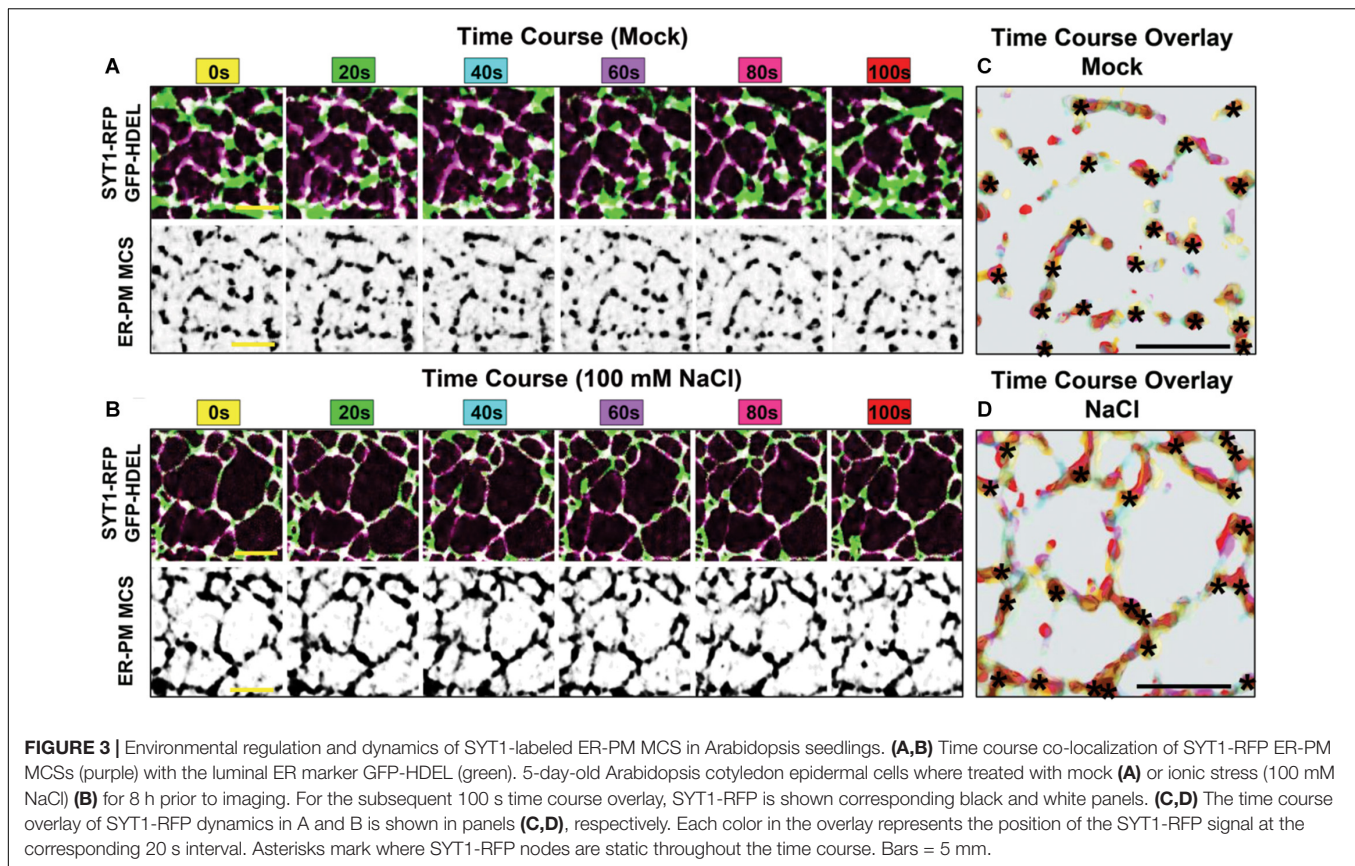 Time Course (Mock)
A
0s 20s 40s 60s 80s 100s
SYT1-RFP
GFP-HDEL
ER-PM MCS
Time Course Overlay
Mock
C
* * * * * * * * * * * * * * * * * * * * * *
Time Course (100 mM NaCl)
B
0s 20s 40s 60s 80s 100s
SYT1-RFP
GFP-HDEL
ER-PM MCS
Time Course Overlay
NaCl
D
FIGURE 3 | Environmental regulation and dynamics of SYT1-labeled ER-PM MCS in Arabidopsis seedlings. (A,B) Time course co-localization of SYT1-RFP ER-PM
MCSs (purple) with the luminal ER marker GFP-HDEL (green). 5-day-old Arabidopsis cotyledon epidermal cells where treated with mock (A) or ionic stress (100 mM
NaCl) (B) for 8 h prior to imaging. For the subsequent 100 s time course overlay, SYT1-RFP is shown corresponding black and white panels. (C,D) The time course
overlay of SYT1-RFP dynamics in A and B is shown in panels (C,D), respectively. Each color in the overlay represents the position of the SYT1-RFP signal at the
corresponding 20 s interval. Asterisks mark where SYT1-RFP nodes are static throughout the time course. Bars = 5 mm.